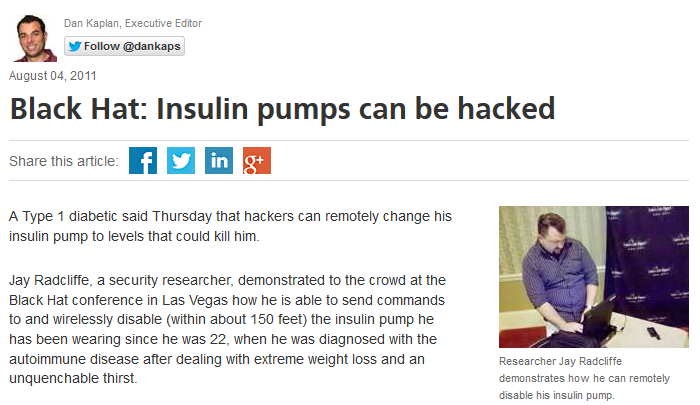 Dan Kaplan, Executive Editor
Follow @dankaps
August 04, 2011
Black Hat: Insulin pumps can be hacked
Share this article:
A Type 1 diabetic said Thursday that hackers can remotely change his
insulin pump to levels that could kill him.
Jay Radcliffe, a security researcher, demonstrated to the crowd at the
Black Hat conference in Las Vegas how he is able to send commands
to and wirelessly disable (within about 150 feet) the insulin pump he
has been wearing since he was 22, when he was diagnosed with the
autoimmune disease after dealing with extreme weight loss and an
unquenchable thirst.
Researcher Jay Radcliffe
demonstrates how he can remotely
disable his insulin pump.